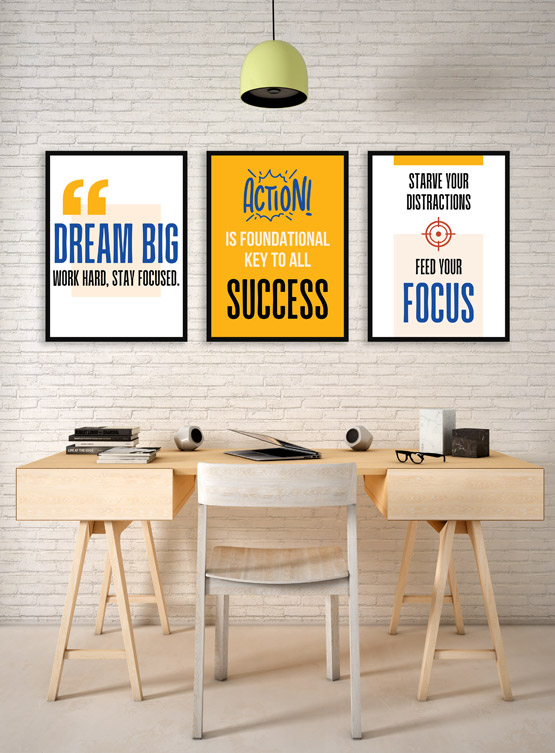 DREAM BIG
WORK HARD, STAY FOCUSED.
ACTION!
IS FOUNDATIONAL
KEY TO ALL
SUCCESS
STARVE YOUR
DISTRACTIONS
FEED YOUR
FOCUS